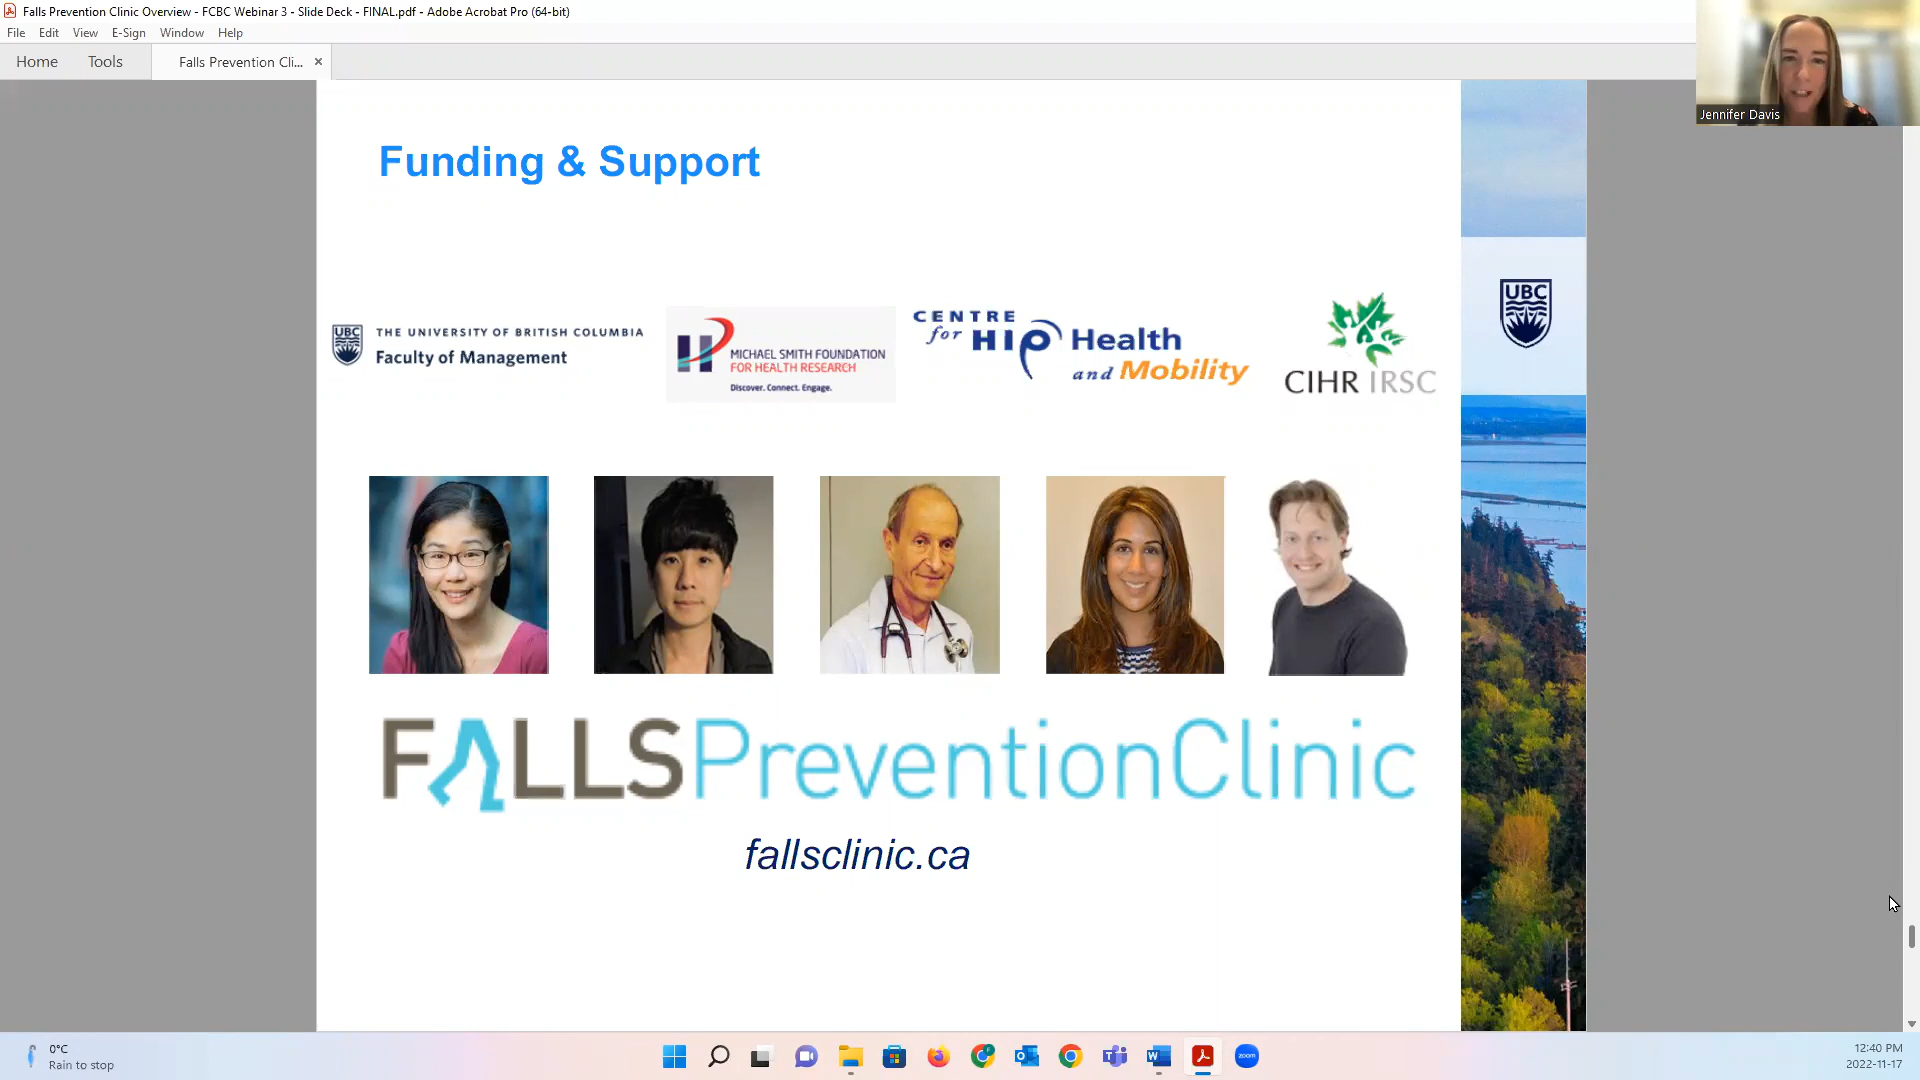 Falls Prevention Clinic Overview - FCBC Webinar 3 - Slide Deck - FINAL.pdf - Adobe Acrobat Pro (64-bit)
File Edit View E-Sign Window Help
Home Tools Falls Prevention Cli... ×
Jennifer Davis
Funding & Support
UBC
THE UNIVERSITY OF BRITISH COLUMBIA
Faculty of Management
MICHAEL SMITH FOUNDATION
FOR HEALTH RESEARCH
Discover. Connect. Engage.
CENTRE
for HIP Health
and Mobility
CIHR IRSC
UBC
FALLSPreventionClinic
fallsclinic.ca
0°C
Rain to stop
zoom
12:40 PM
2022-11-17